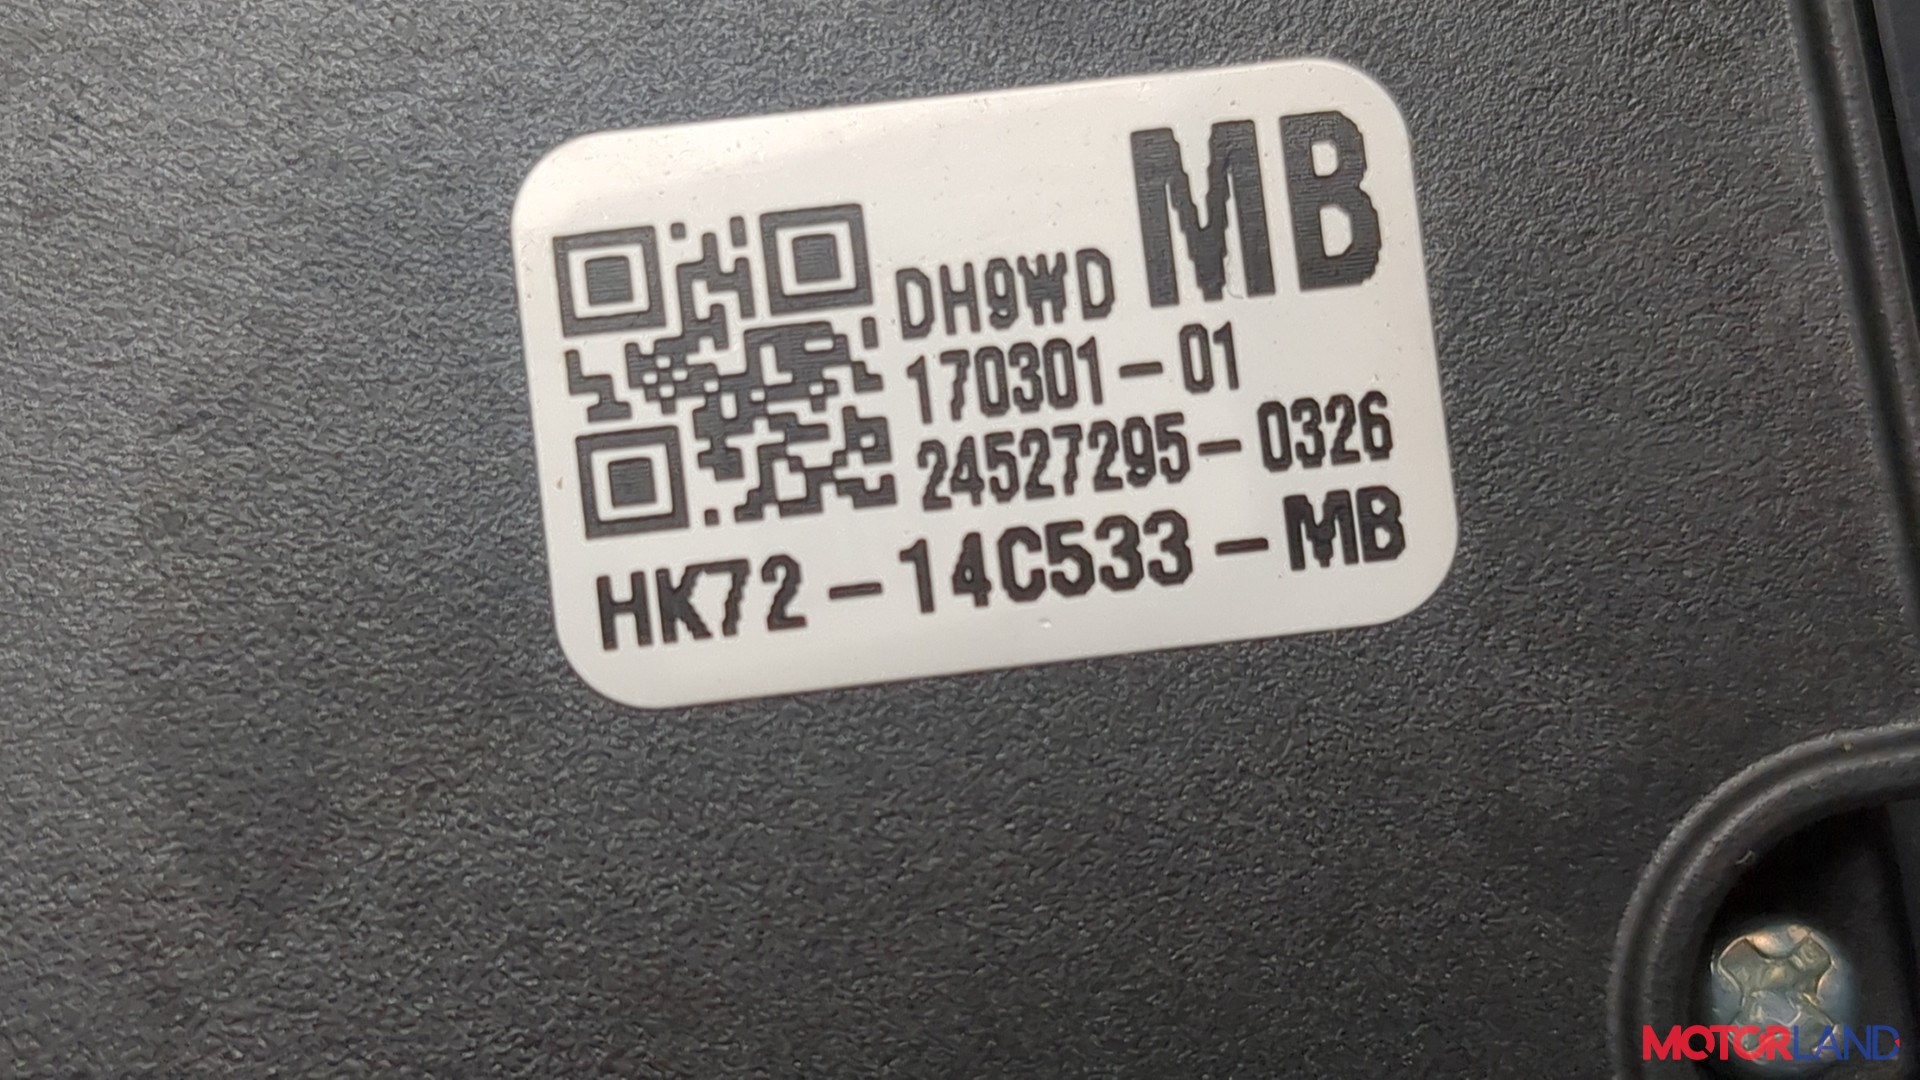 MB
DH9WD
170301-01
24527295-0326
HK72-14C533-MB
MOTORLAND